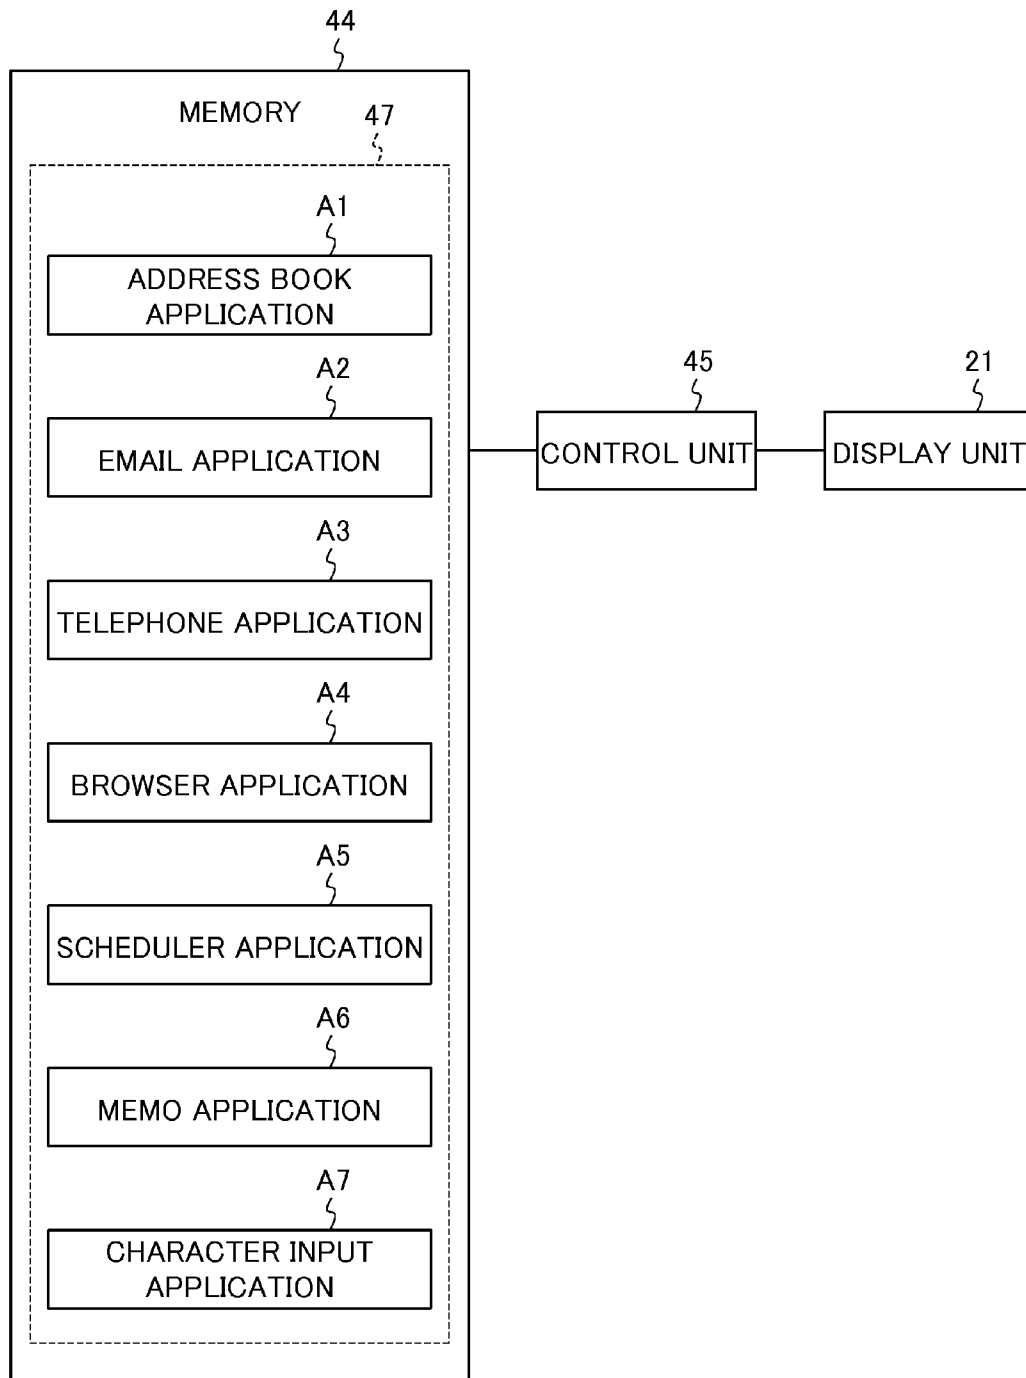 44
MEMORY
47
A1
ADDRESS BOOK
APPLICATION
A2
EMAIL APPLICATION
A3
TELEPHONE APPLICATION
A4
BROWSER APPLICATION
A5
SCHEDULER APPLICATION
A6
MEMO APPLICATION
A7
CHARACTER INPUT
APPLICATION
45
CONTROL UNIT
21
DISPLAY UNIT